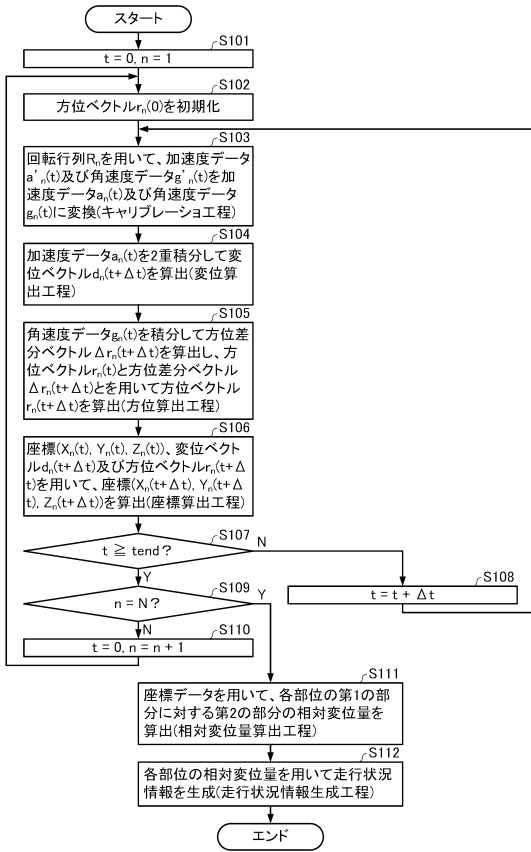 スタート
S101
t = 0, n = 1
S102
方位ベクトルrn(0)を初期化
S103
回転行列Rnを用いて、加速度データ
a'n(t)及び角速度データg'n(t)を加
速度データan(t)及び角速度データ
gn(t)に変換(キャリブレーショ工程)
S104
加速度データan(t)を2重積分して変
位ベクトルdn(t+Δt)を算出(変位算
出工程)
S105
角速度データgn(t)を積分して方位差
分ベクトルΔrn(t+Δt)を算出し、方
位ベクトルrn(t)と方位差分ベクトル
Δrn(t+Δt)とを用いて方位ベクトル
rn(t+Δt)を算出(方位算出工程)
S106
座標(Xn(t), Yn(t), Zn(t))、変位ベク
トルdn(t+Δt)及び方位ベクトルrn(t+Δ
t)を用いて、座標(Xn(t+Δt), Yn(t+Δ
t), Zn(t+Δt))を算出(座標算出工程)
S107
t ≧ tend?
N
Y
S108
t = t + Δt
S109
n = N?
Y
N
S110
t = 0, n = n + 1
S111
座標データを用いて、各部位の第1の部
分に対する第2の部分の相対変位量を
算出(相対変位量算出工程)
S112
各部位の相対変位量を用いて走行状況
情報を生成(走行状況情報生成工程)
エンド